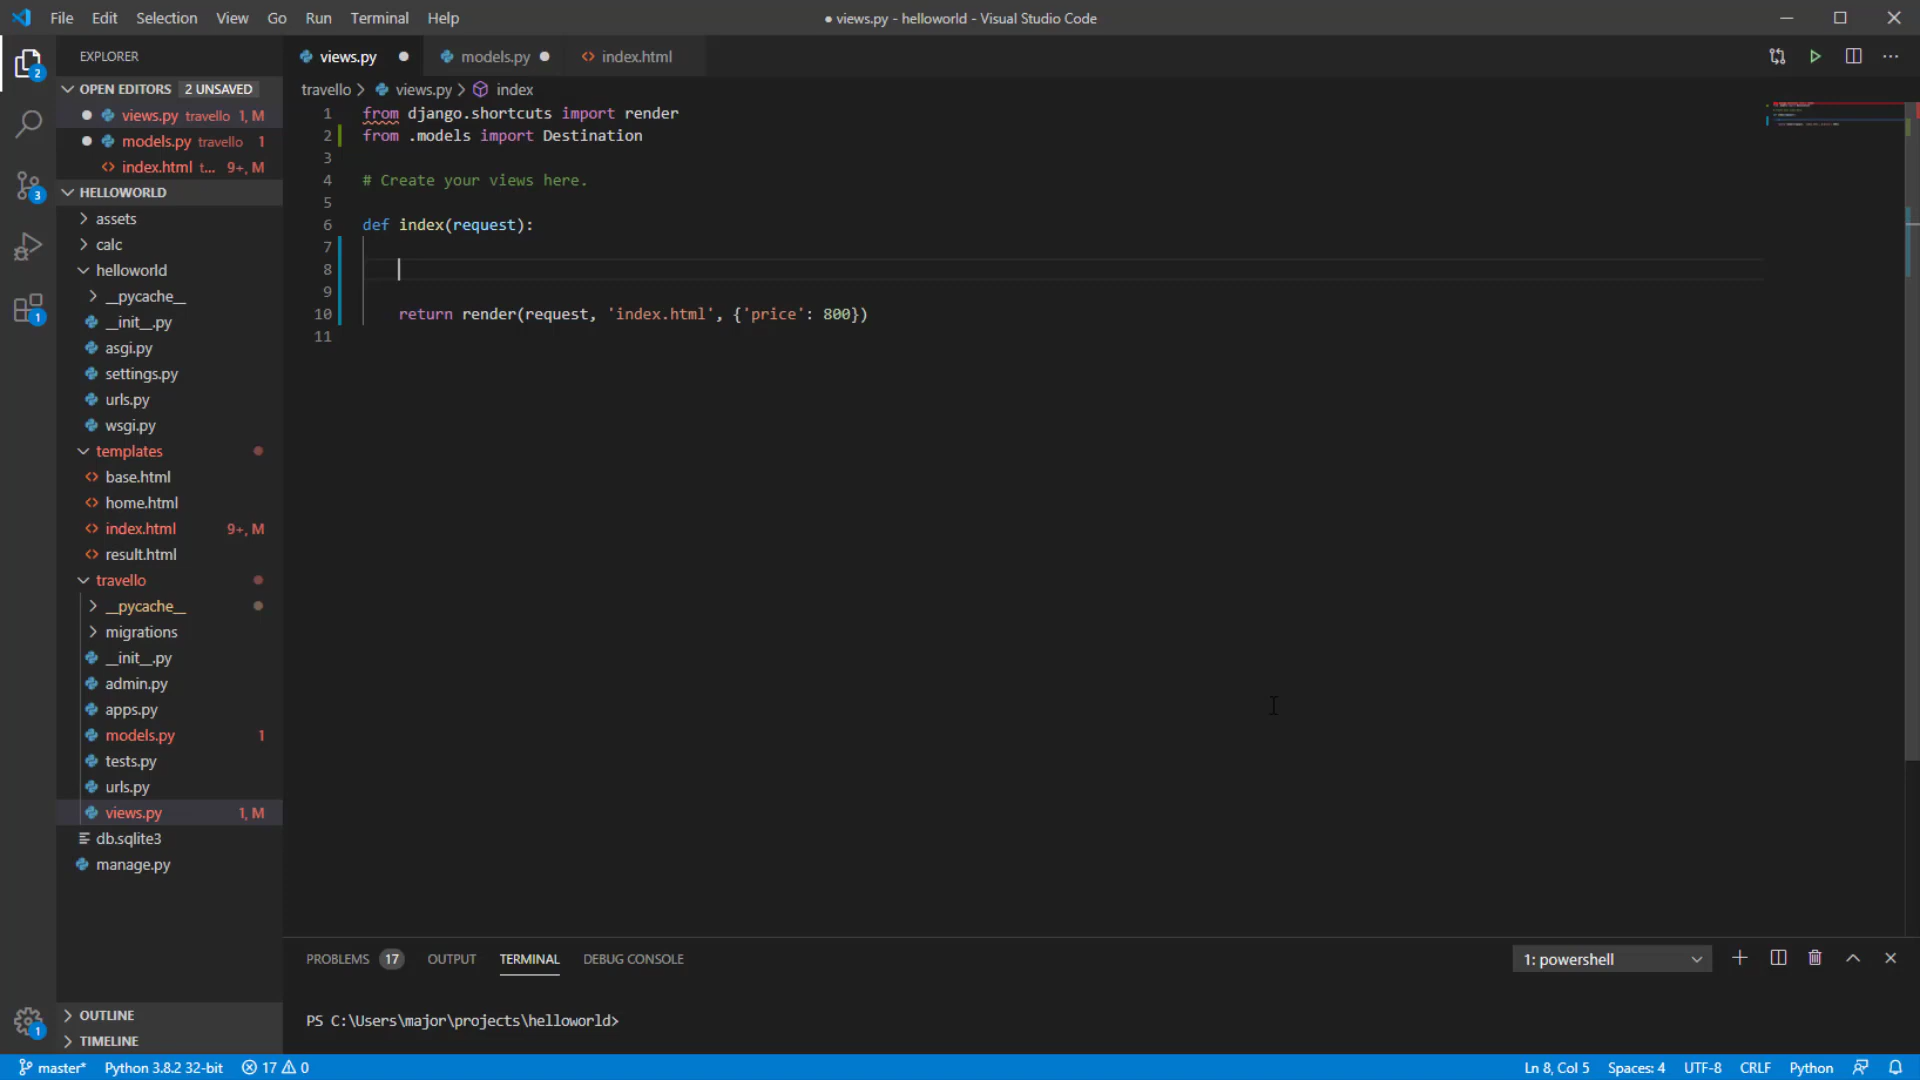 File Edit Selection View Go Run Terminal Help
● views.py - helloworld - Visual Studio Code
EXPLORER
views.py
models.py
index.html
OPEN EDITORS 2 UNSAVED
travello > views.py > index
views.py travello 1, M
models.py travello 1
index.html t... 9+, M
HELLOWORLD
assets
calc
helloworld
__pycache__
__init__.py
asgi.py
settings.py
urls.py
wsgi.py
templates
base.html
home.html
index.html 9+, M
result.html
travello
__pycache__
migrations
__init__.py
admin.py
apps.py
models.py 1
tests.py
urls.py
views.py 1, M
db.sqlite3
manage.py
OUTLINE
TIMELINE
2
3
1
1
1 from django.shortcuts import render
2 from .models import Destination
3
4 # Create your views here.
5
6 def index(request):
7
8
9
10 return render(request, 'index.html', {'price': 800})
11
PROBLEMS 17 OUTPUT TERMINAL DEBUG CONSOLE
1: powershell
PS C:\Users\major\projects\helloworld>
master* Python 3.8.2 32-bit 17 0
Ln 8, Col 5 Spaces: 4 UTF-8 CRLF Python